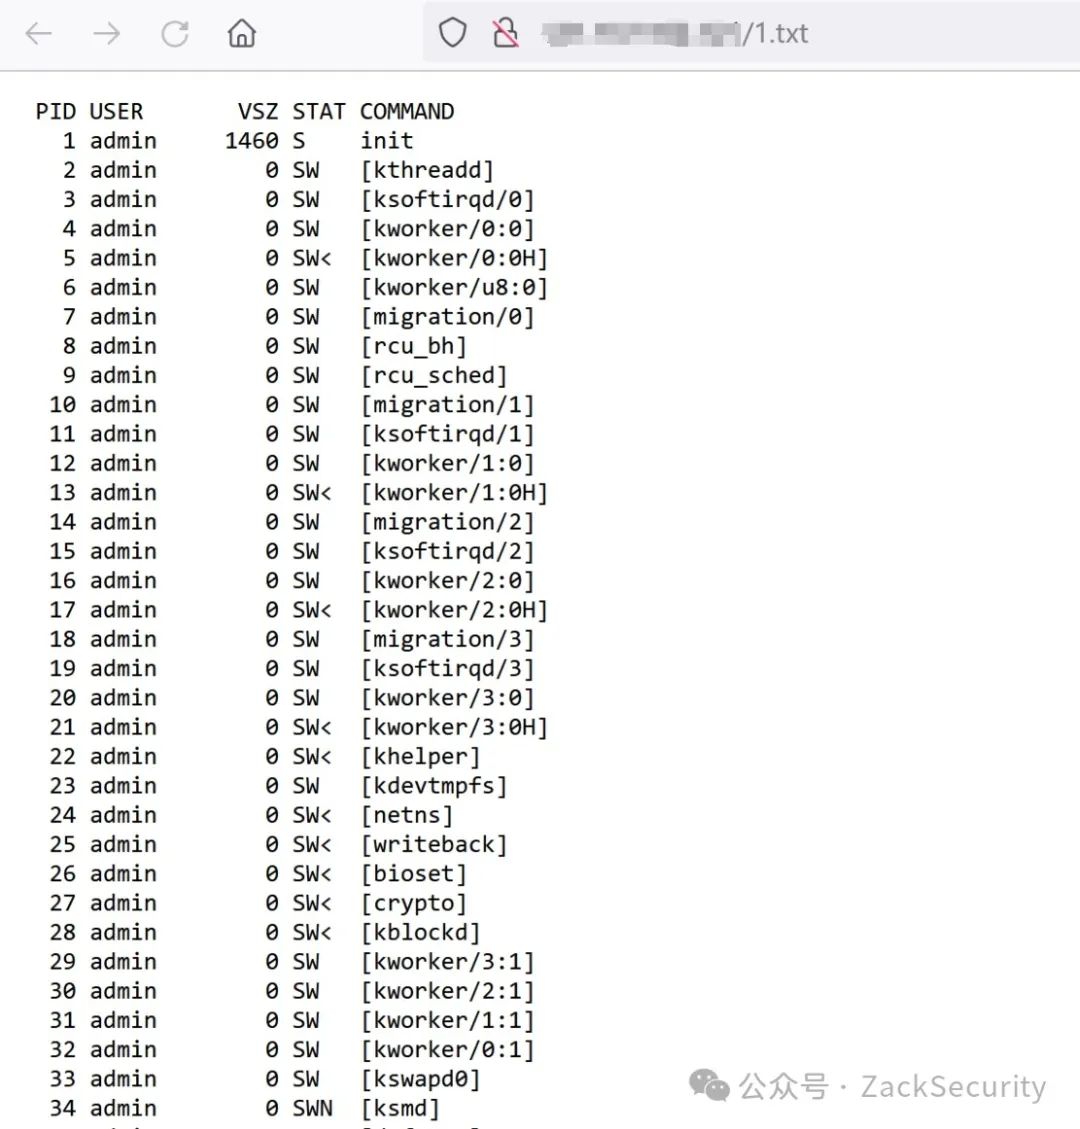 /1.txt
PID USER VSZ STAT COMMAND
1 admin 1460 S init
2 admin 0 SW [kthreadd]
3 admin 0 SW [ksoftirqd/0]
4 admin 0 SW [kworker/0:0]
5 admin 0 SW< [kworker/0:0H]
6 admin 0 SW [kworker/u8:0]
7 admin 0 SW [migration/0]
8 admin 0 SW [rcu_bh]
9 admin 0 SW [rcu_sched]
10 admin 0 SW [migration/1]
11 admin 0 SW [ksoftirqd/1]
12 admin 0 SW [kworker/1:0]
13 admin 0 SW< [kworker/1:0H]
14 admin 0 SW [migration/2]
15 admin 0 SW [ksoftirqd/2]
16 admin 0 SW [kworker/2:0]
17 admin 0 SW< [kworker/2:0H]
18 admin 0 SW [migration/3]
19 admin 0 SW [ksoftirqd/3]
20 admin 0 SW [kworker/3:0]
21 admin 0 SW< [kworker/3:0H]
22 admin 0 SW< [khelper]
23 admin 0 SW [kdevtmpfs]
24 admin 0 SW< [netns]
25 admin 0 SW< [writeback]
26 admin 0 SW< [bioset]
27 admin 0 SW< [crypto]
28 admin 0 SW< [kblockd]
29 admin 0 SW [kworker/3:1]
30 admin 0 SW [kworker/2:1]
31 admin 0 SW [kworker/1:1]
32 admin 0 SW [kworker/0:1]
33 admin 0 SW [kswapd0]
34 admin 0 SWN [ksmd]
公众号 · ZackSecurity